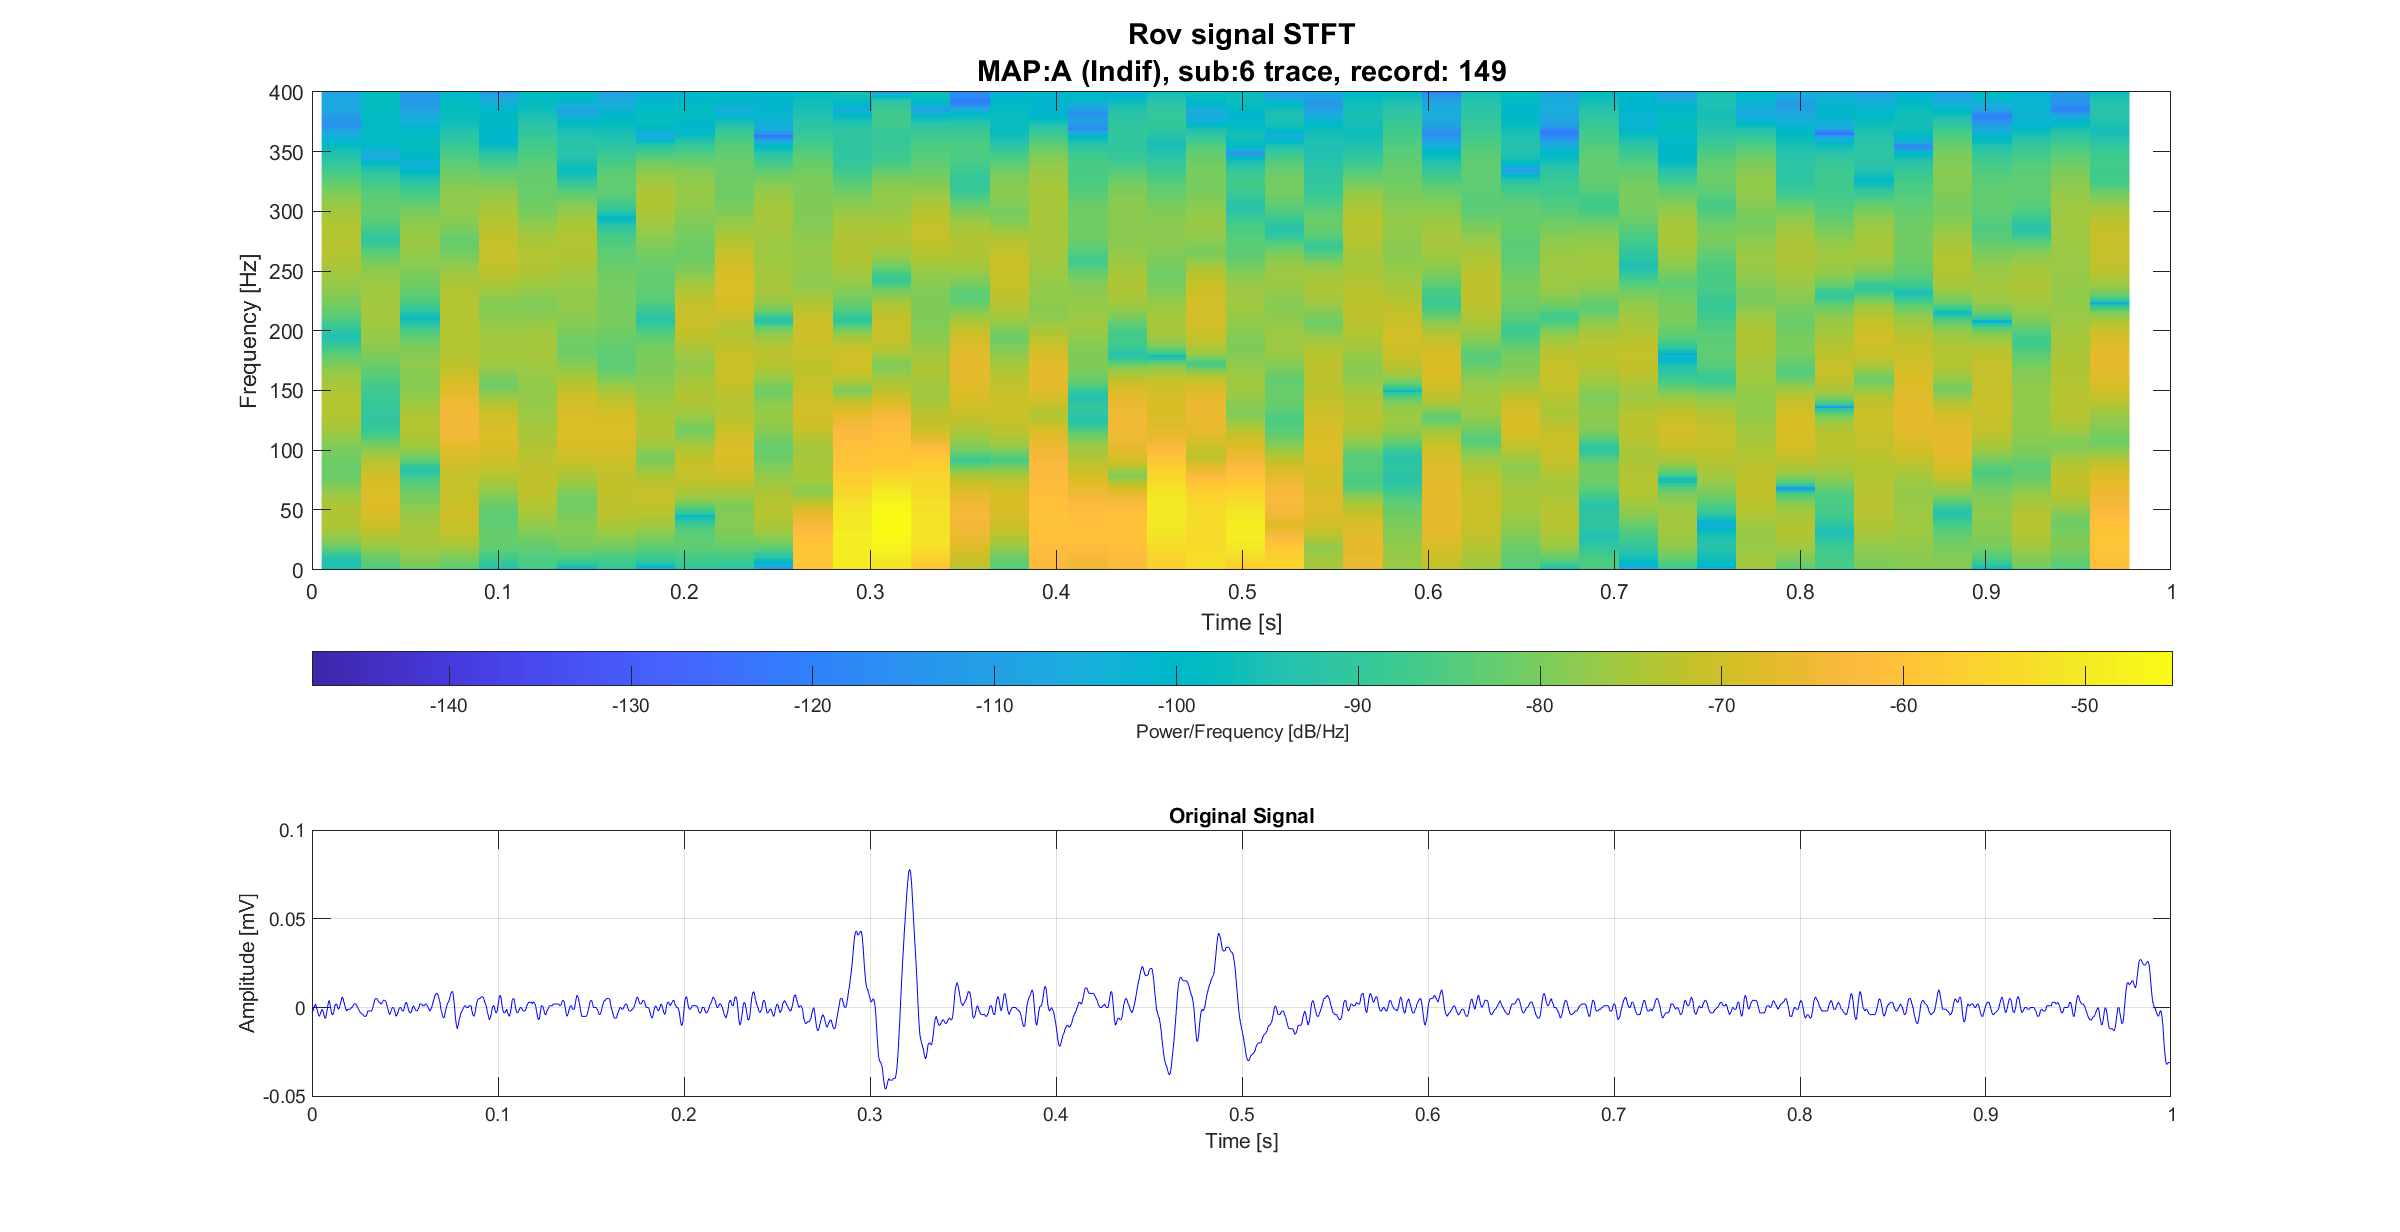 Rov signal STFT
MAP:A (Indif), sub:6 trace, record: 149
400
350
300
250
200
150
100
50
0
Frequency [Hz]
0 0.1 0.2 0.3 0.4 0.5 0.6 0.7 0.8 0.9 1
Time [s]
-140 -130 -120 -110 -100 -90 -80 -70 -60 -50
Power/Frequency [dB/Hz]
Original Signal
0.1
0.05
0
-0.05
Amplitude [mV]
0 0.1 0.2 0.3 0.4 0.5 0.6 0.7 0.8 0.9 1
Time [s]